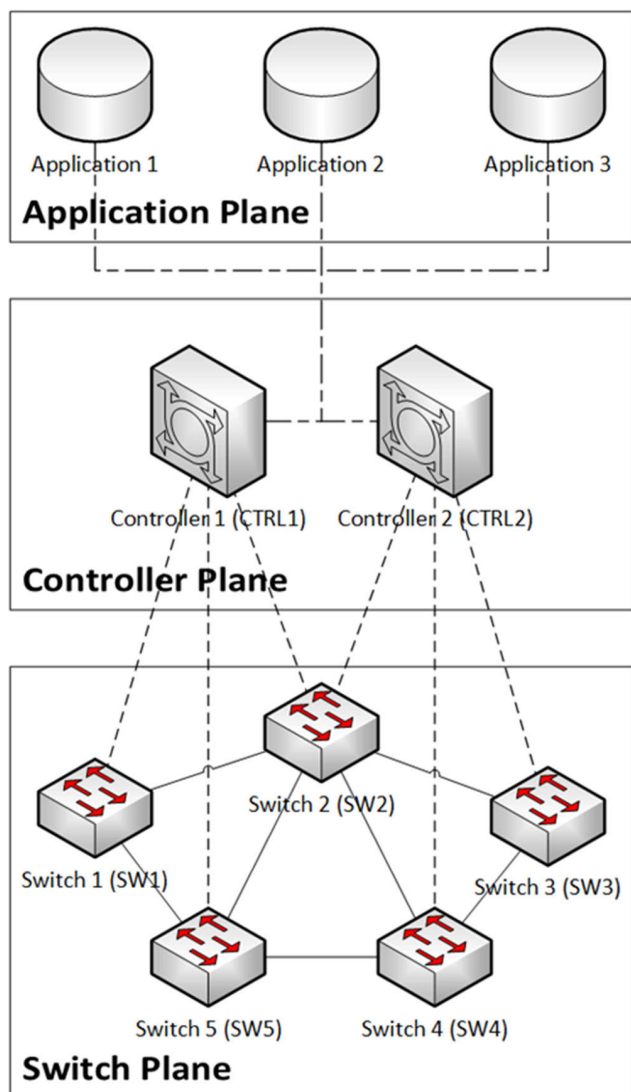 Application 1
Application 2
Application 3
Application Plane
Controller 1 (CTRL1)
Controller 2 (CTRL2)
Controller Plane
Switch 2 (SW2)
Switch 1 (SW1)
Switch 3 (SW3)
Switch 5 (SW5)
Switch 4 (SW4)
Switch Plane